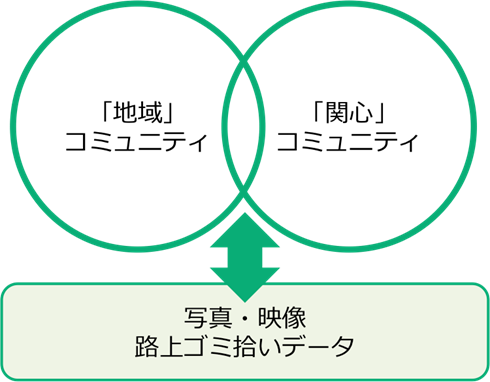 「地域」
コミュニティ
「関心」
コミュニティ
写真・映像
路上ゴミ拾いデータ